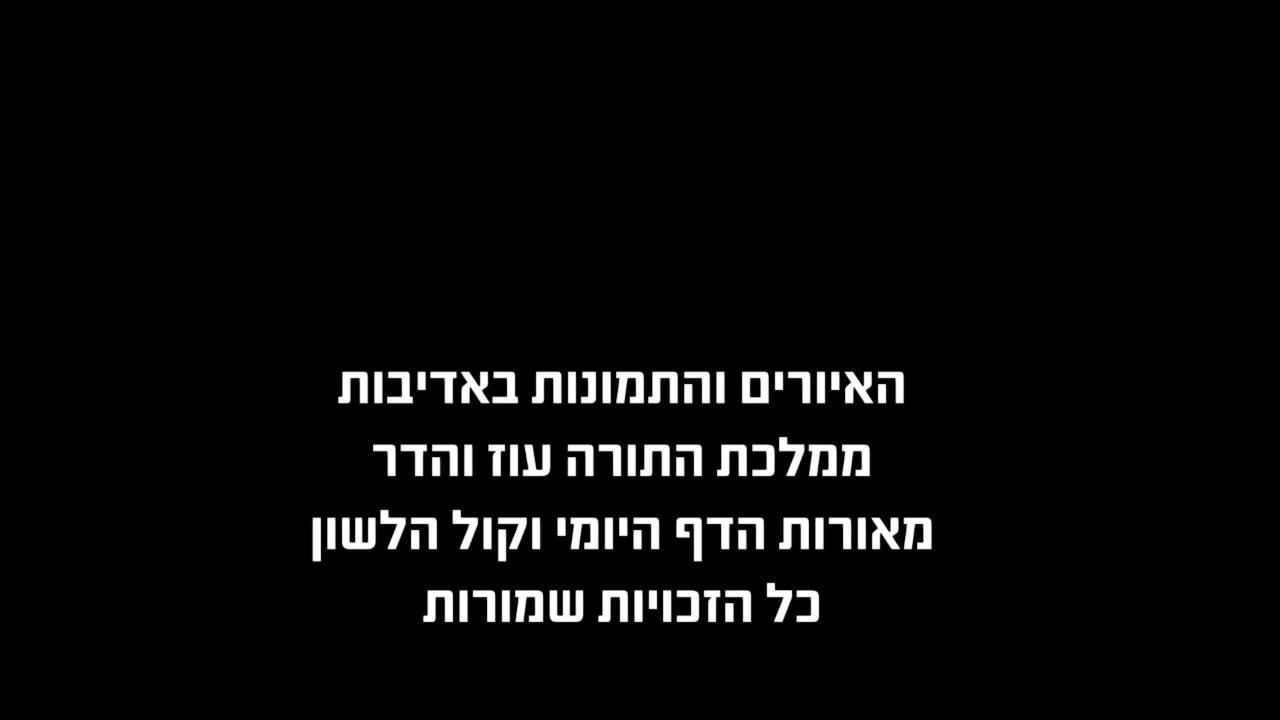 האיורים והתמונות באדיבות
ממלכת התורה עוז והדר
מאורות הדף היומי וקול הלשון
כל הזכויות שמורות